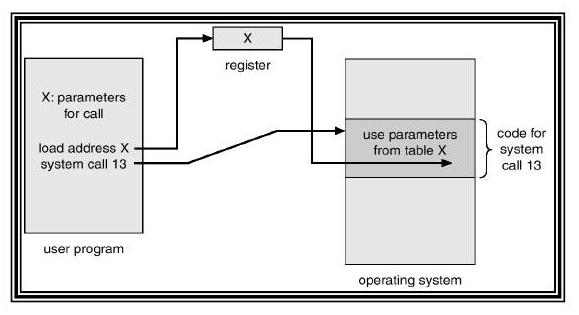 X
register
X: parameters
for call
load address X
system call 13
user program
use parameters
from table X
code for
system
call 13
operating system